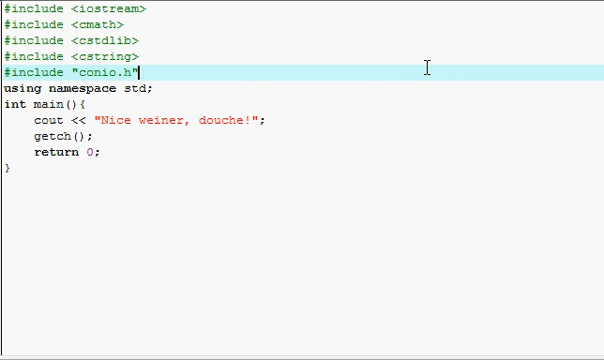 #include <iostream>
#include <cmath>
#include <cstdlib>
#include <cstring>
#include "conio.h"
using namespace std;
int main(){
    cout << "Nice weiner, douche!";
    getch();
    return 0;
}